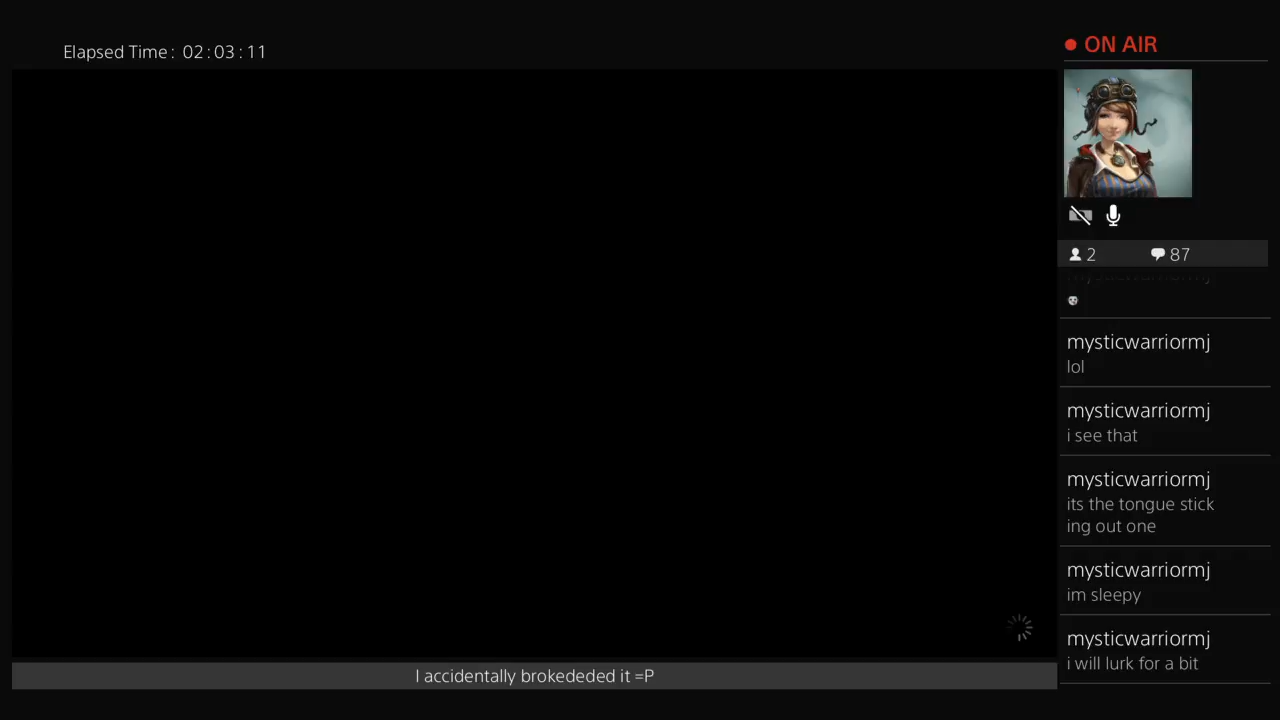 Elapsed Time: 02:03:11
ON AIR
2 87
mysticwarriormj
lol
mysticwarriormj
i see that
mysticwarriormj
its the tongue stick
ing out one
mysticwarriormj
im sleepy
mysticwarriormj
i will lurk for a bit
I accidentally brokededed it =P